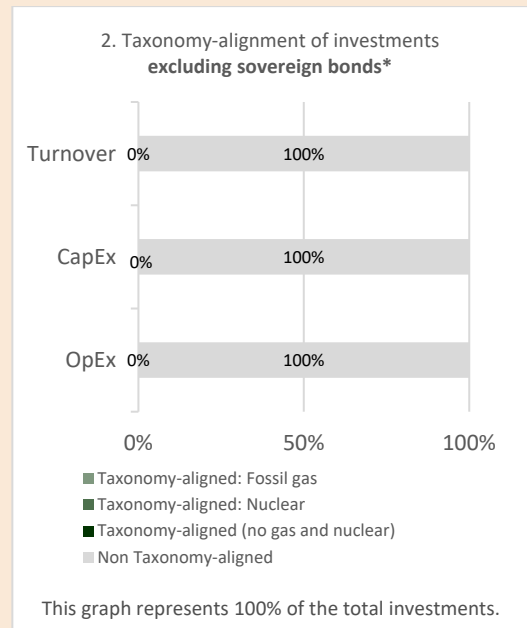 2. Taxonomy-alignment of investments
excluding sovereign bonds*
Turnover 0% 100%
CapEx 0% 100%
OpEx 0% 100%
0% 50% 100%
Taxonomy-aligned: Fossil gas
Taxonomy-aligned: Nuclear
Taxonomy-aligned (no gas and nuclear)
Non Taxonomy-aligned
This graph represents 100% of the total investments.